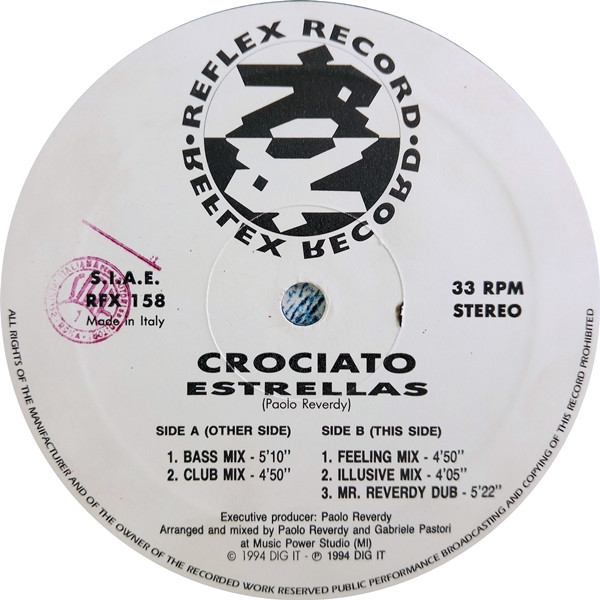 •REFLEX RECORD•
REFLEX RECORD
S.I.A.E.
RFX 158
Made in Italy
33 RPM
STEREO
CROCIATO
ESTRELLAS
(Paolo Reverdy)
SIDE A (OTHER SIDE)
1. BASS MIX - 5'10"
2. CLUB MIX - 4'50"
SIDE B (THIS SIDE)
1. FEELING MIX - 4'50"
2. ILLUSIVE MIX - 4'05"
3. MR. REVERDY DUB - 5'22"
Executive producer: Paolo Reverdy
Arranged and mixed by Paolo Reverdy and Gabriele Pastori
at Music Power Studio (MI)
© 1994 DIG IT - ℗ 1994 DIG IT
ALL RIGHTS OF THE MANUFACTURER AND OF THE OWNER OF THE RECORDED WORK RESERVED PUBLIC PERFORMANCE BROADCASTING AND COPYING OF THIS RECORD PROHIBITED